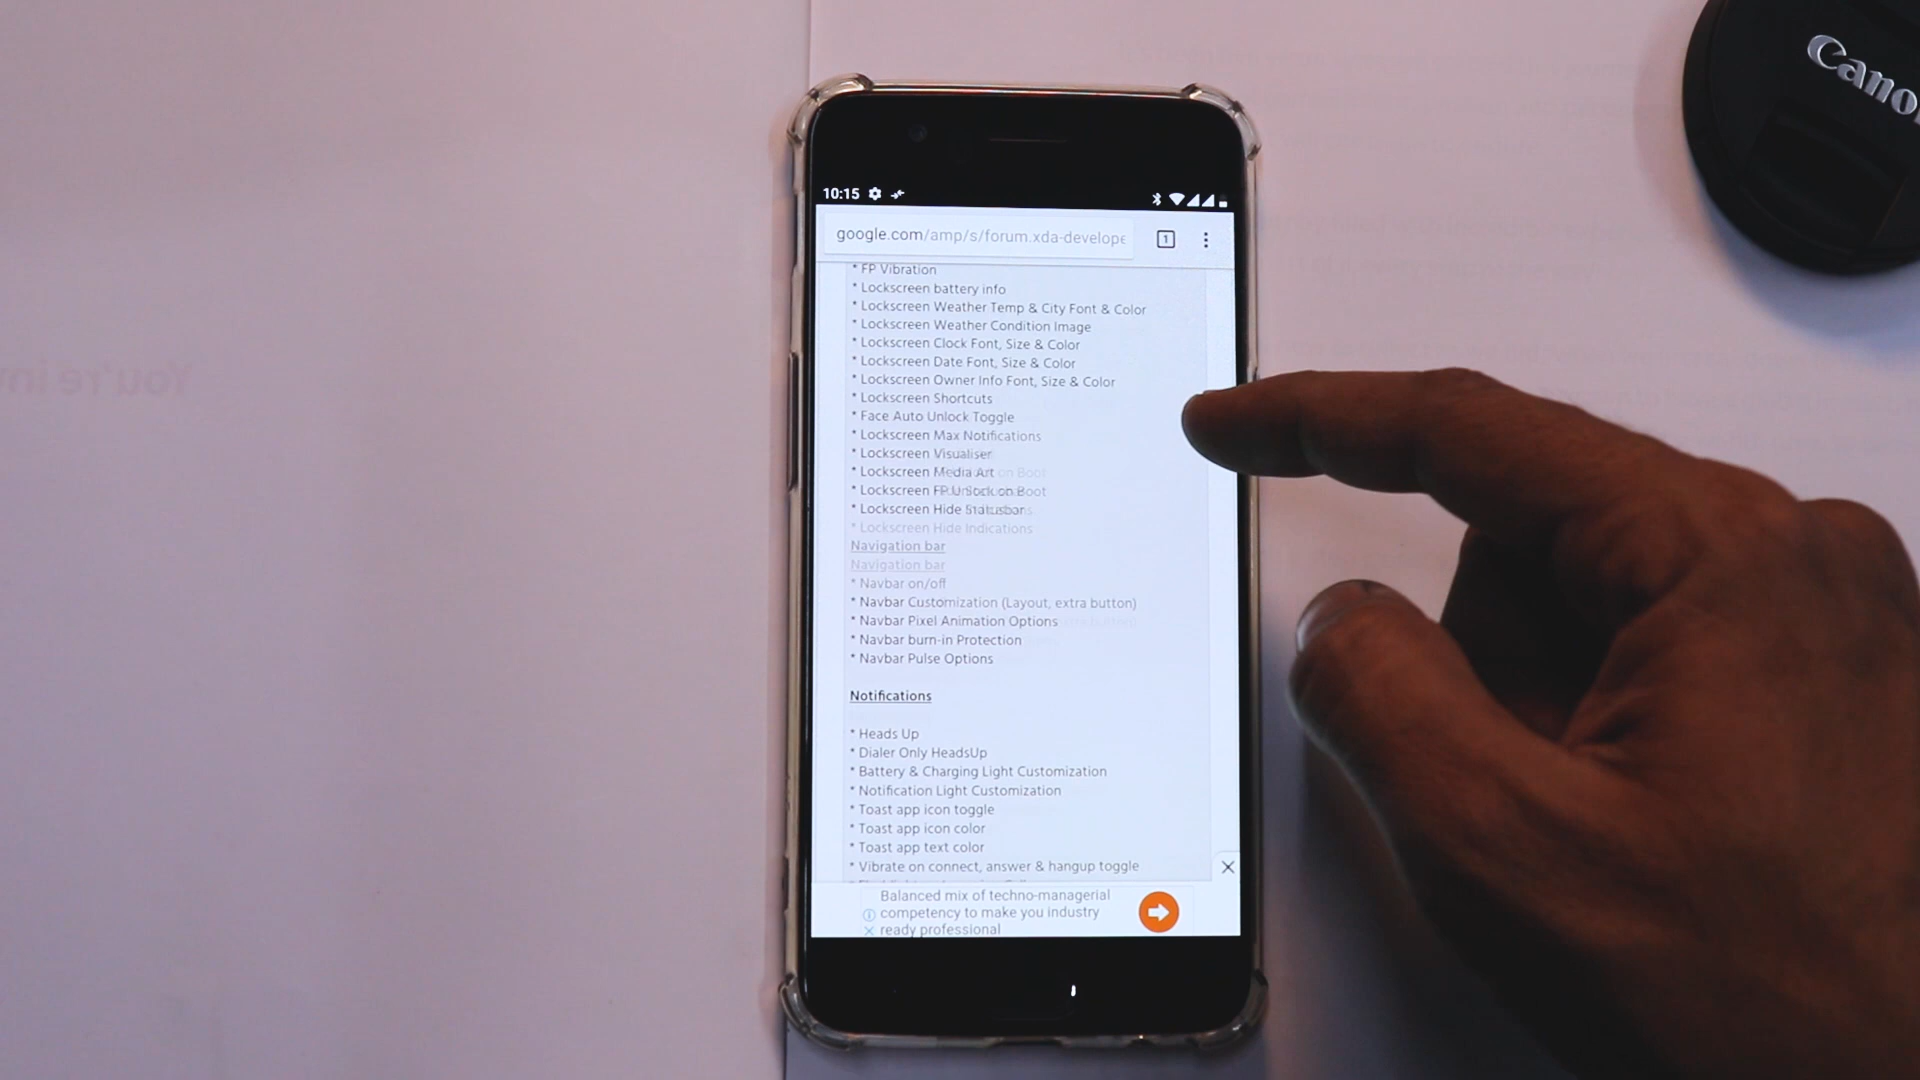 Canon
10:15
google.com/amp/s/forum.xda-develope
1
* FP Vibration
* Lockscreen battery info
* Lockscreen Weather Temp & City Font & Color
* Lockscreen Weather Condition Image
* Lockscreen Clock Font, Size & Color
* Lockscreen Date Font, Size & Color
* Lockscreen Owner Info Font, Size & Color
* Lockscreen Shortcuts
* Face Auto Unlock Toggle
* Lockscreen Max Notifications
* Lockscreen Visualiser
* Lockscreen Media Art
* Lockscreen FP Unlock on Boot
* Lockscreen Hide Statusbar
* Lockscreen Hide Indications
Navigation bar
Navigation bar
* Navbar on/off
* Navbar Customization (Layout, extra button)
* Navbar Pixel Animation Options
* Navbar burn-in Protection
* Navbar Pulse Options
Notifications
* Heads Up
* Dialer Only HeadsUp
* Battery & Charging Light Customization
* Notification Light Customization
* Toast app icon toggle
* Toast app icon color
* Toast app text color
* Vibrate on connect, answer & hangup toggle
Balanced mix of techno-managerial
competency to make you industry
ready professional
You're im